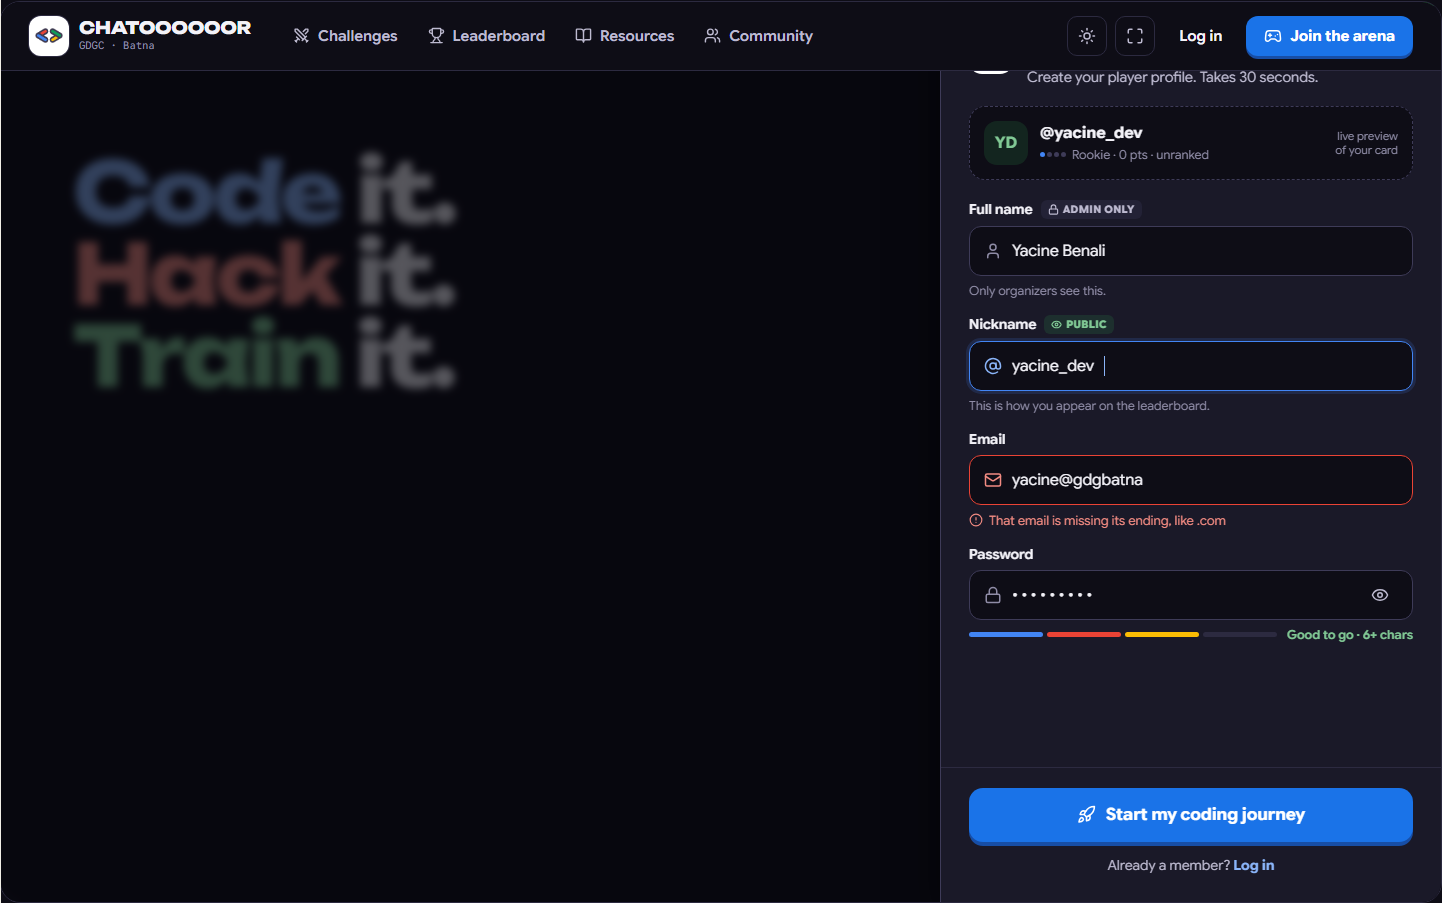 CHATOOOOOOR
GDGC · Batna
Challenges
Leaderboard
Resources
Community
Log in
Join the arena
Code it.
Hack it.
Train it.
Create your player profile. Takes 30 seconds.
YD
@yacine_dev
Rookie · 0 pts · unranked
live preview
of your card
Full name
ADMIN ONLY
Yacine Benali
Only organizers see this.
Nickname
PUBLIC
@ yacine_dev
This is how you appear on the leaderboard.
Email
yacine@gdgbatna
That email is missing its ending, like .com
Password
•••••••••
Good to go · 6+ chars
Start my coding journey
Already a member? Log in